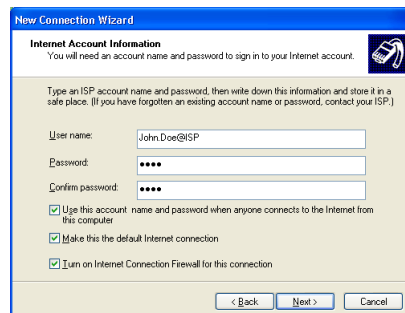 New Connection Wizard
Internet Account Information
You will need an account name and password to sign in to your Internet account.
Type an ISP account name and password, then write down this information and store it in a
safe place. (If you have forgotten an existing account name or password, contact your ISP.)
User name:
John.Doe@ISP
Password:
••••
Confirm password:
••••
Use this account name and password when anyone connects to the Internet from
this computer
Make this the default Internet connection
Turn on Internet Connection Firewall for this connection
< Back
Next >
Cancel